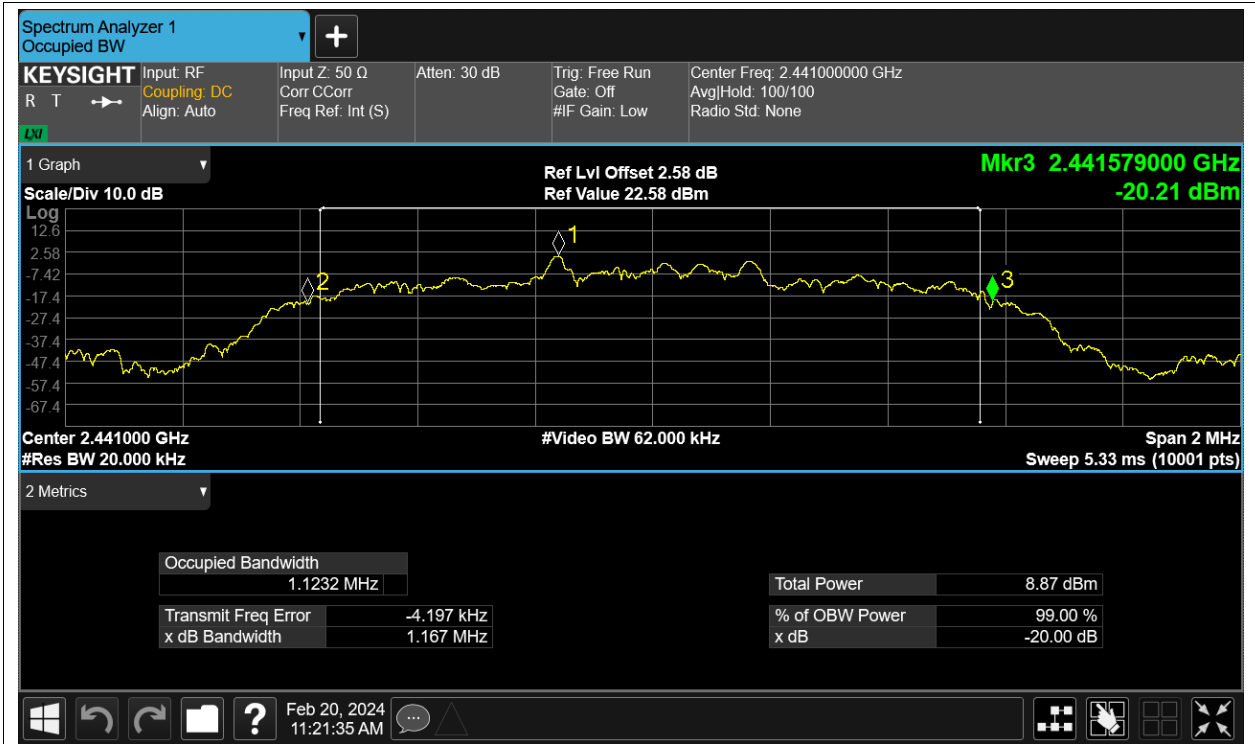 Spectrum Analyzer 1
Occupied BW
KEYSIGHT
R T
LXI
Input: RF
Coupling: DC
Align: Auto
Input Z: 50 Ω
Corr CCorr
Freq Ref: Int (S)
Atten: 30 dB
Trig: Free Run
Gate: Off
#IF Gain: Low
Center Freq: 2.441000000 GHz
Avg|Hold: 100/100
Radio Std: None
1 Graph
Scale/Div 10.0 dB
Ref Lvl Offset 2.58 dB
Ref Value 22.58 dBm
Mkr3 2.441579000 GHz
-20.21 dBm
Log
12.6
2.58
-7.42
-17.4
-27.4
-37.4
-47.4
-57.4
-67.4
1
2
3
Center 2.441000 GHz
#Video BW 62.000 kHz
Span 2 MHz
#Res BW 20.000 kHz
Sweep 5.33 ms (10001 pts)
2 Metrics
Occupied Bandwidth
1.1232 MHz
Transmit Freq Error -4.197 kHz
x dB Bandwidth 1.167 MHz
Total Power 8.87 dBm
% of OBW Power 99.00 %
x dB -20.00 dB
?
Feb 20, 2024
11:21:35 AM